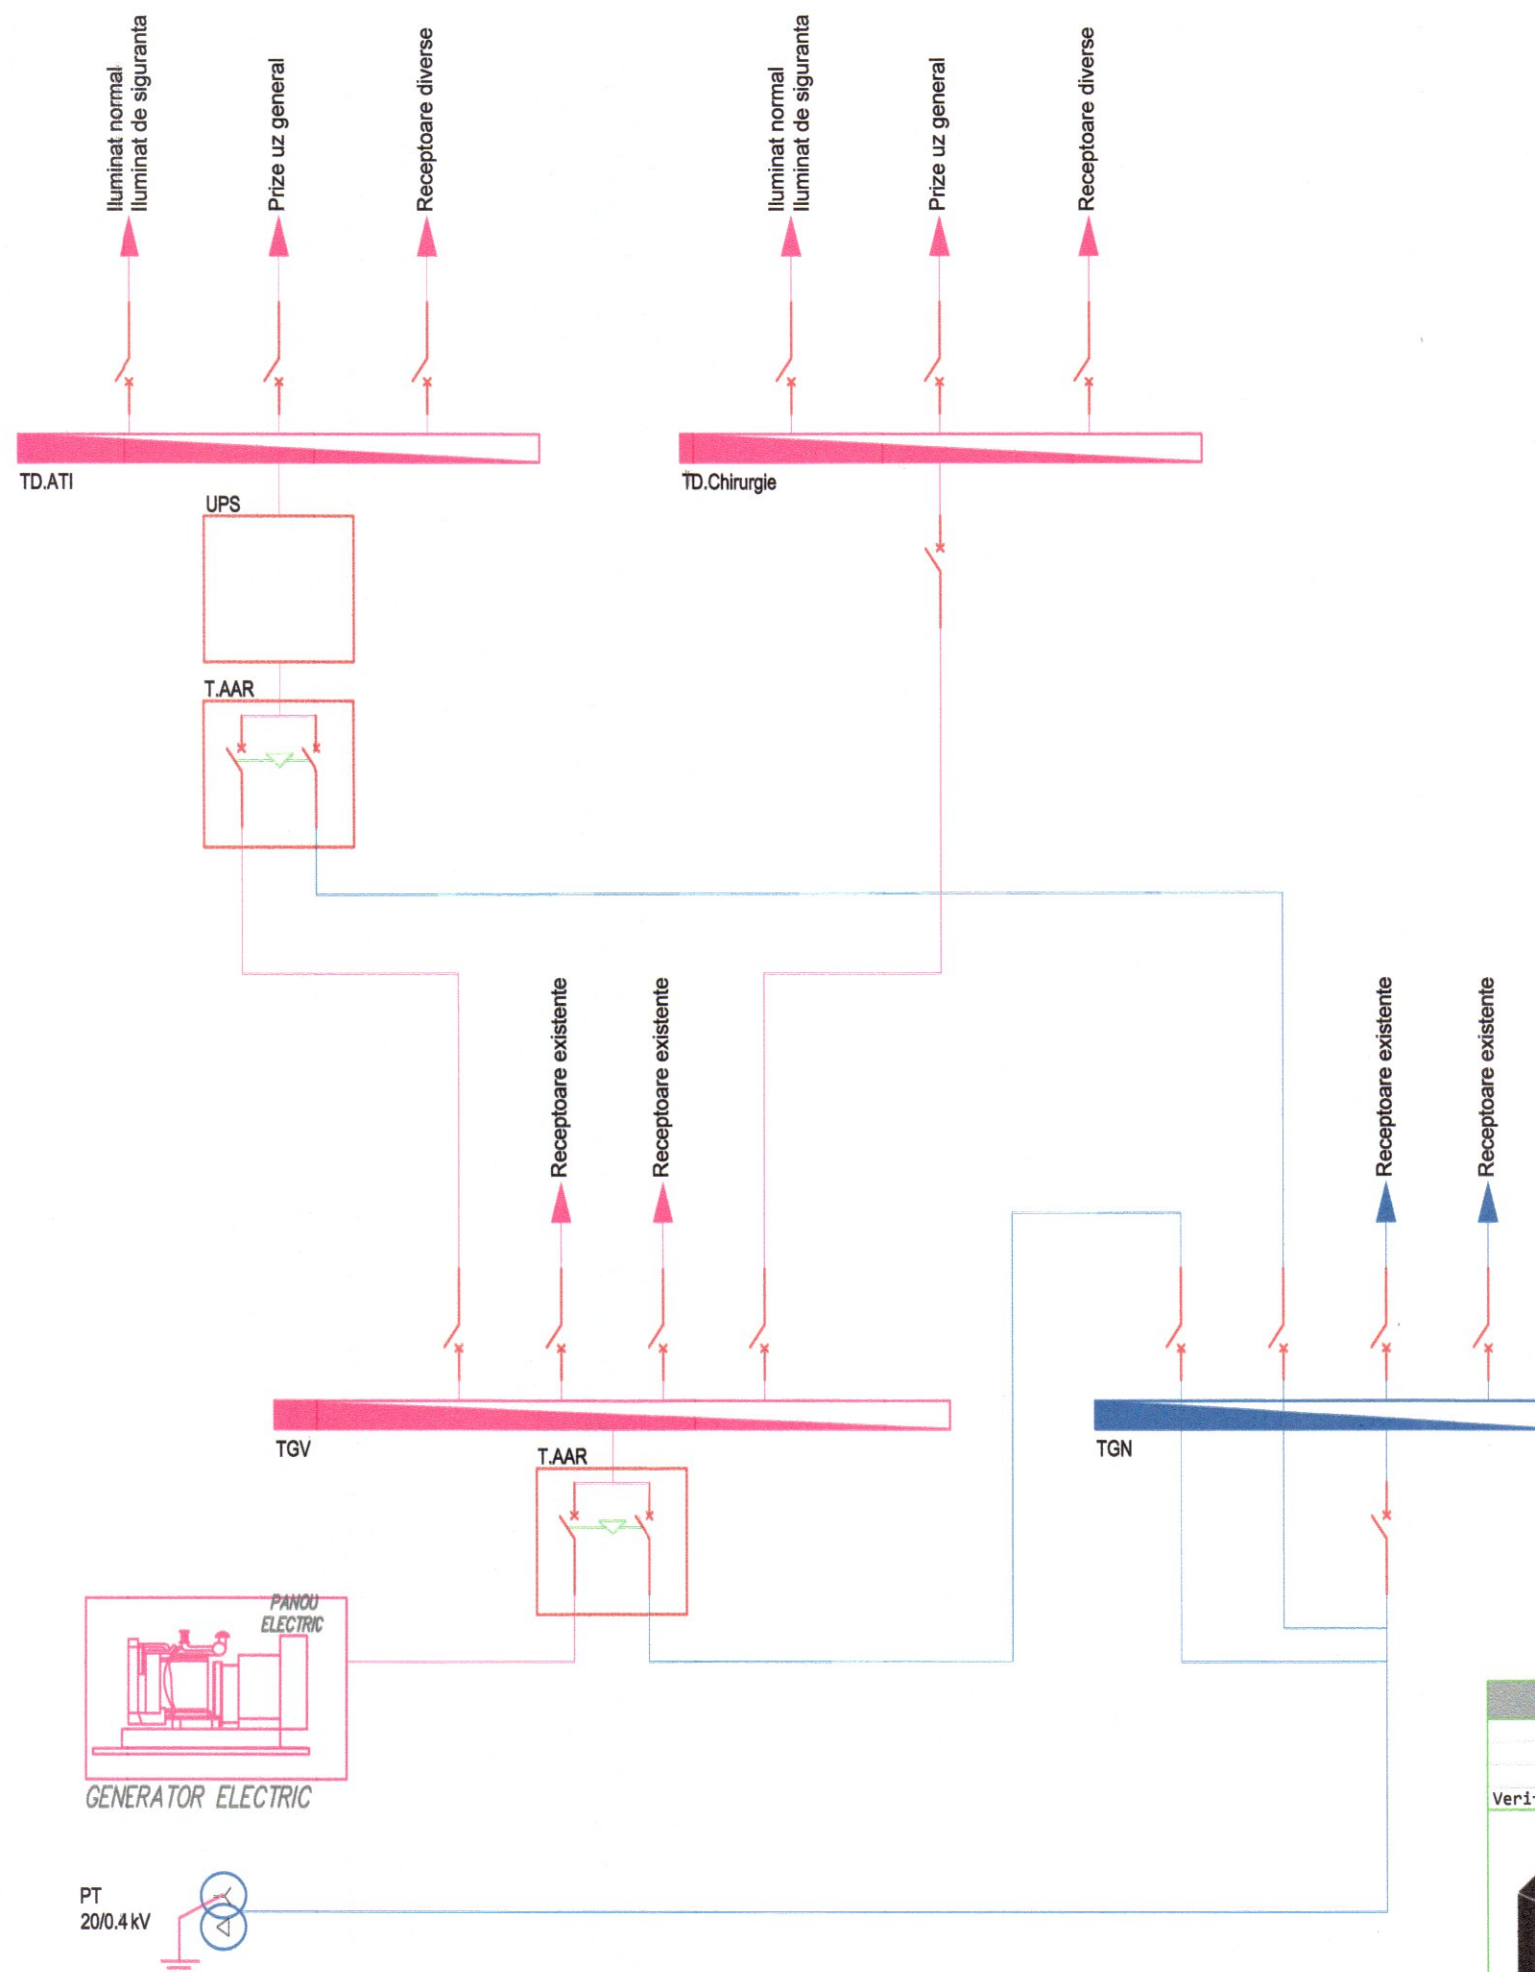 Iluminat normal
Iluminat de siguranta
Prize uz general
Receptoare diverse
Iluminat normal
Iluminat de siguranta
Prize uz general
Receptoare diverse
TD.ATI
TD.Chirurgie
UPS
T.AAR
Receptoare existente
Receptoare existente
Receptoare existente
Receptoare existente
TGV
TGN
T.AAR
PANOU
ELECTRIC
GENERATOR ELECTRIC
PT
20/0.4 kV